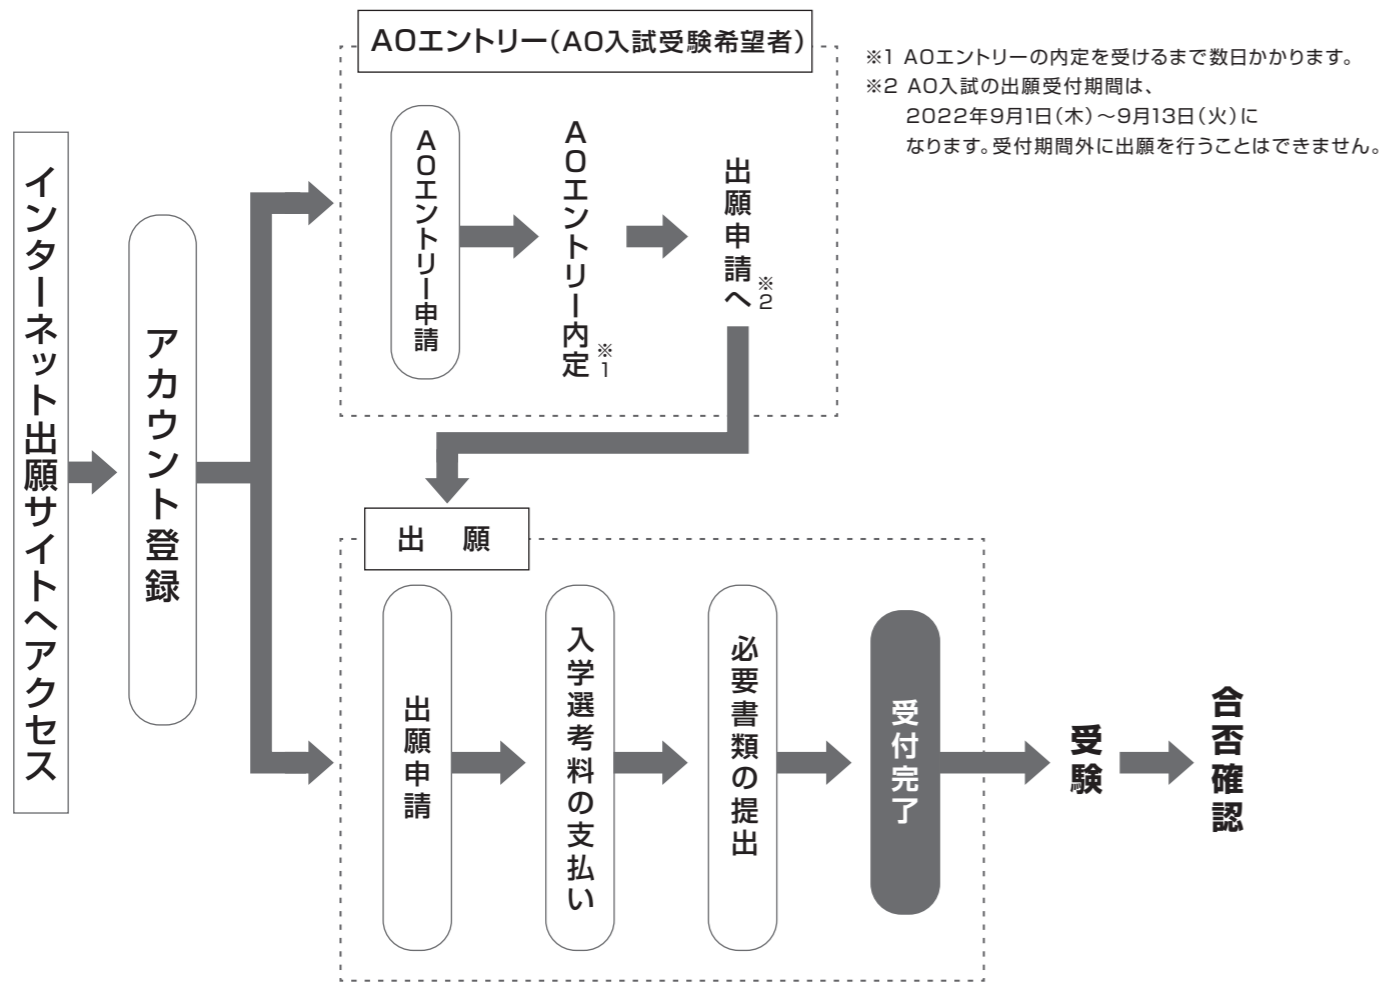 インターネット出願サイトへアクセス
アカウント登録
AOエントリー(AO入試受験希望者)
AOエントリー申請
AOエントリー内定※1
出願申請へ※2
※1 AOエントリーの内定を受けるまで数日かかります。
※2 AO入試の出願受付期間は、
2022年9月1日(木)～9月13日(火)に
なります。受付期間外に出願を行うことはできません。
出　願
出願申請
入学選考料の支払い
必要書類の提出
受付完了
受験
合否確認